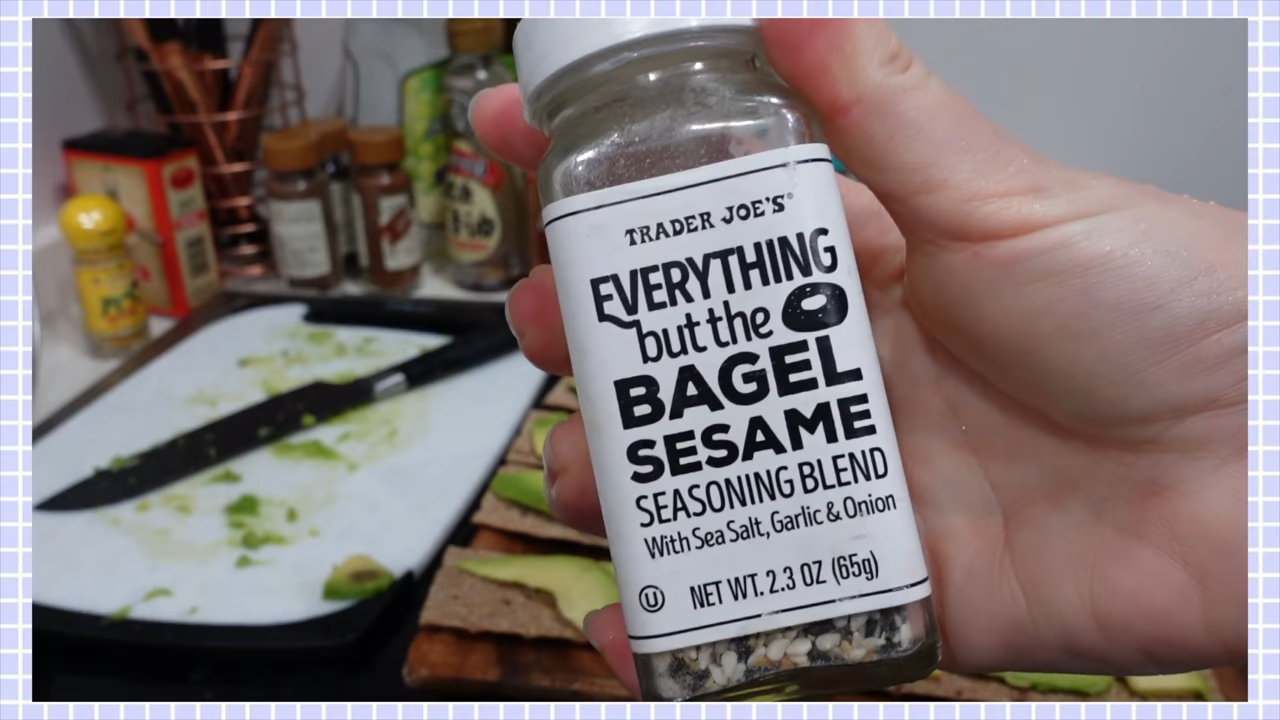 TRADER JOE'S®
EVERYTHING
but the
BAGEL
SESAME
SEASONING BLEND
With Sea Salt, Garlic & Onion
U NET WT. 2.3 OZ (65g)